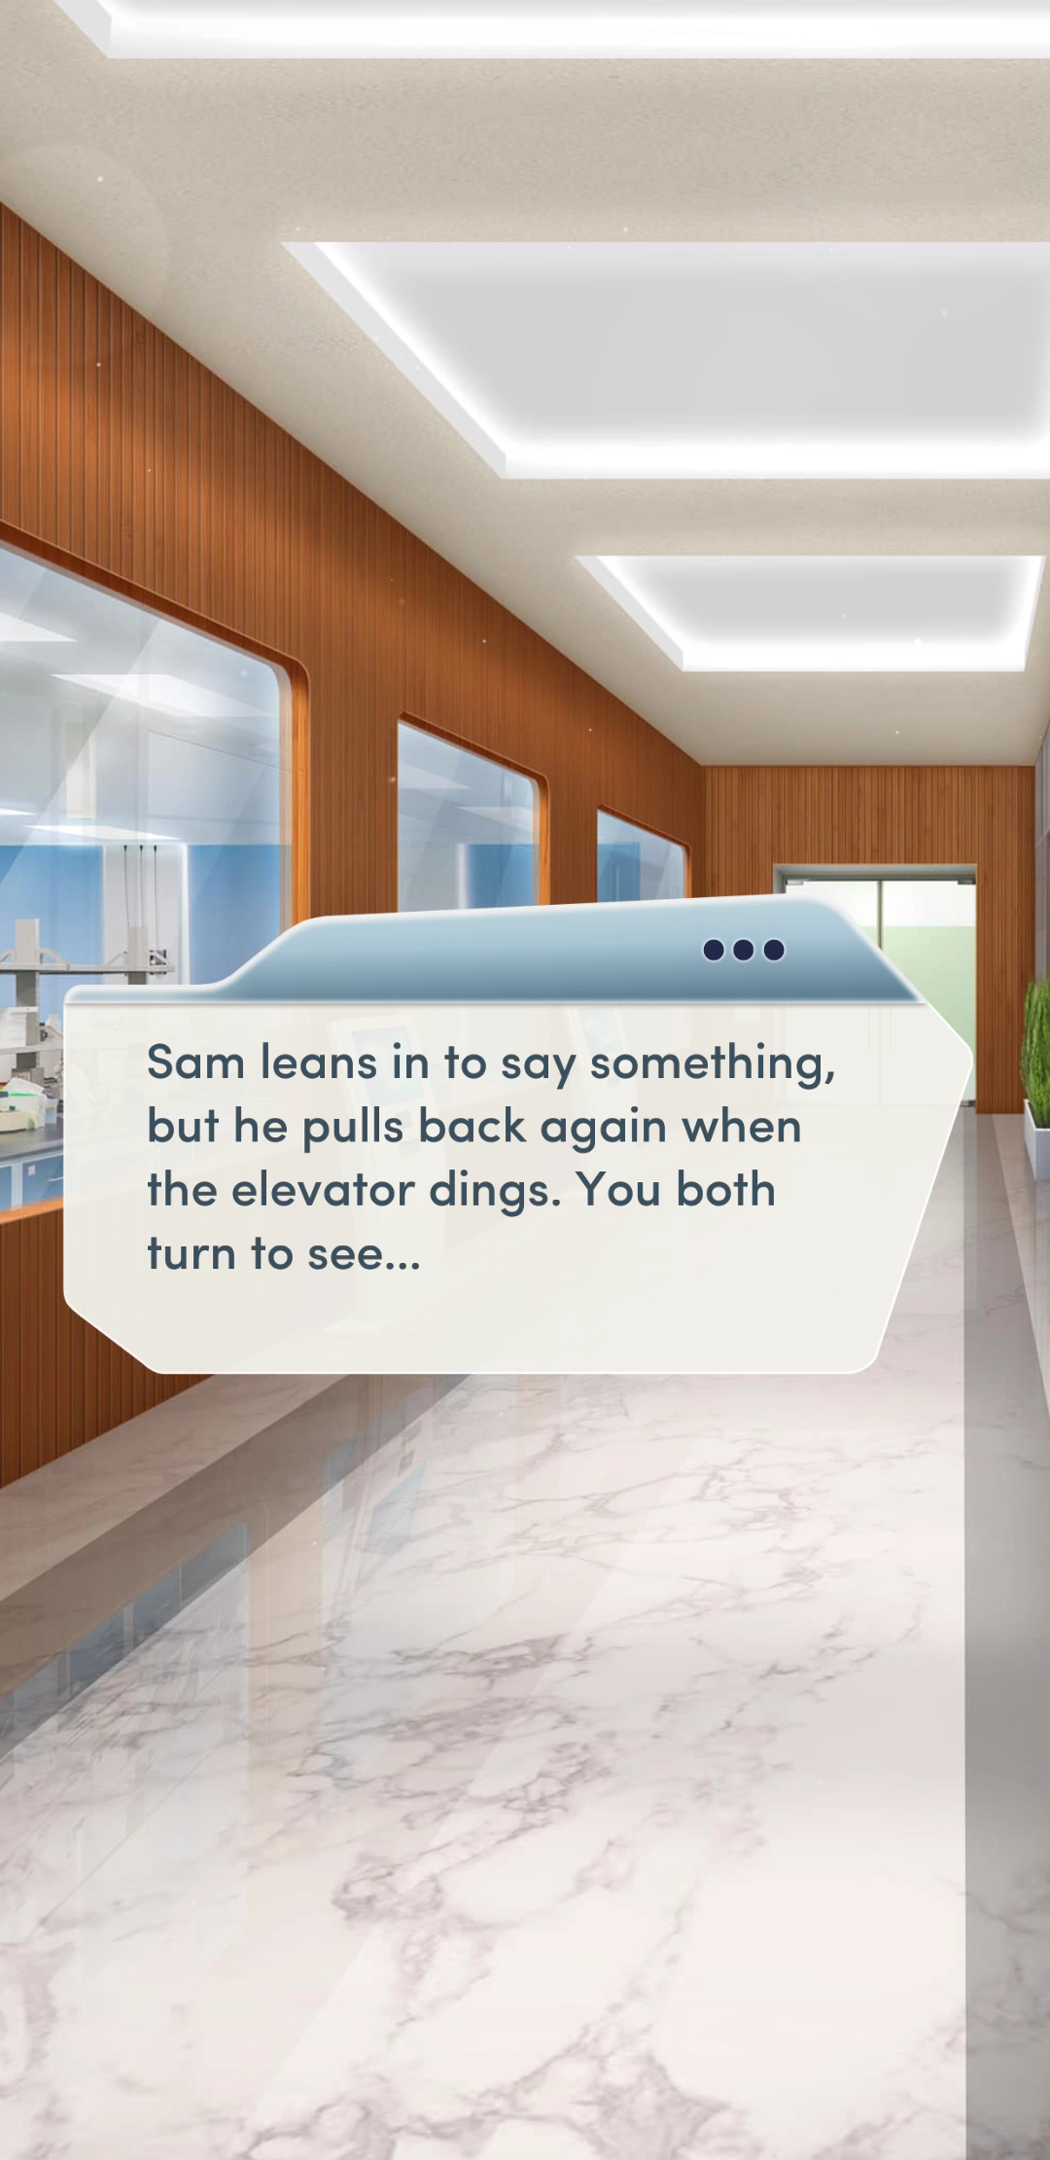 Sam leans in to say something,
but he pulls back again when
the elevator dings. You both
turn to see...